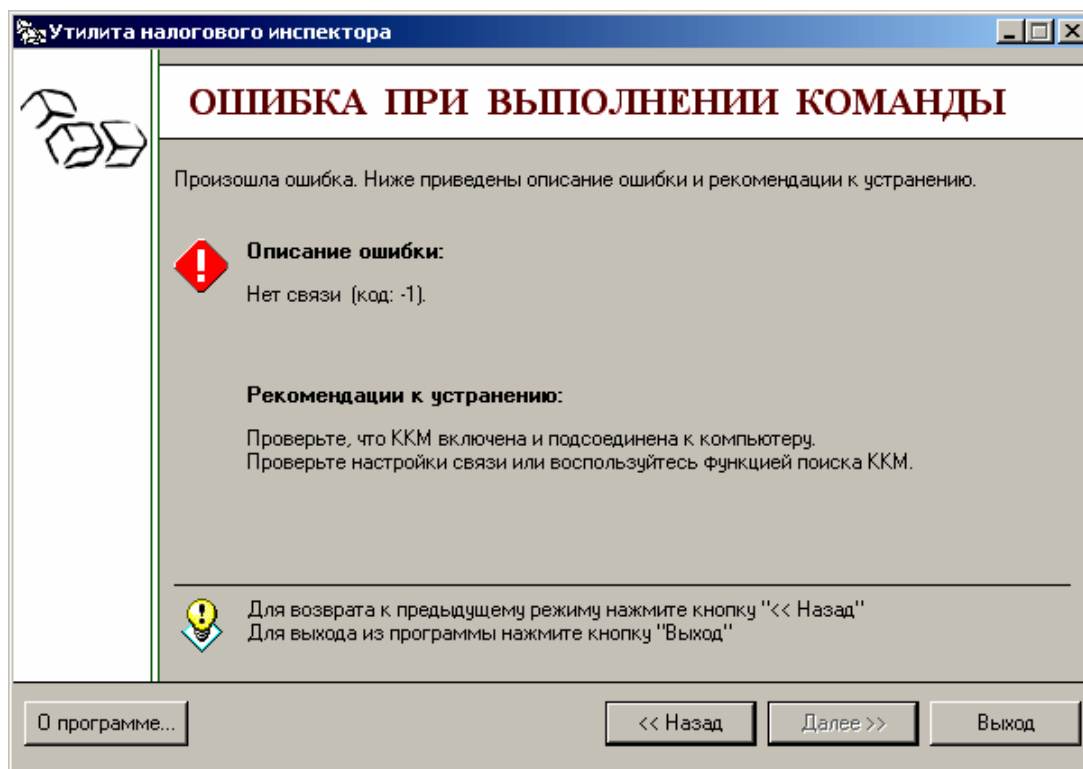 Утилита налогового инспектора
ОШИБКА ПРИ ВЫПОЛНЕНИИ КОМАНДЫ
Произошла ошибка. Ниже приведены описание ошибки и рекомендации к устранению.
Описание ошибки:
Нет связи (код: -1).
Рекомендации к устранению:
Проверьте, что ККМ включена и подсоединена к компьютеру.
Проверьте настройки связи или воспользуйтесь функцией поиска ККМ.
Для возврата к предыдущему режиму нажмите кнопку "<< Назад"
Для выхода из программы нажмите кнопку "Выход"
О программе...
<< Назад
Далее >>
Выход